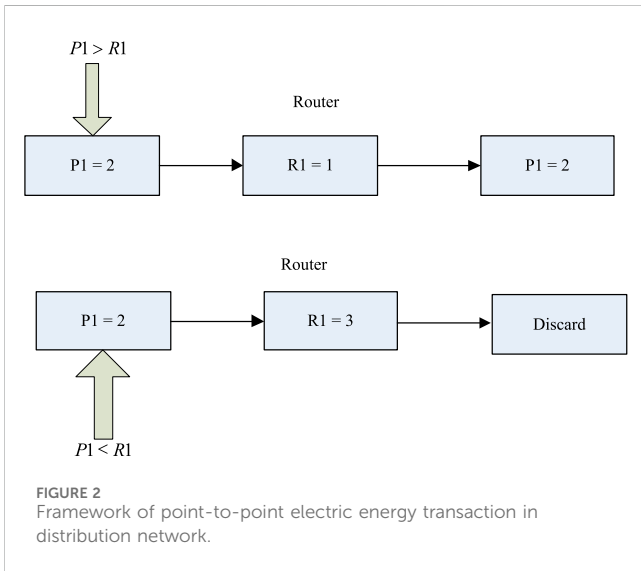 P1 > R1
Router
P1 = 2
R1 = 1
P1 = 2
Router
P1 = 2
R1 = 3
Discard
P1 < R1
FIGURE 2
Framework of point-to-point electric energy transaction in
distribution network.